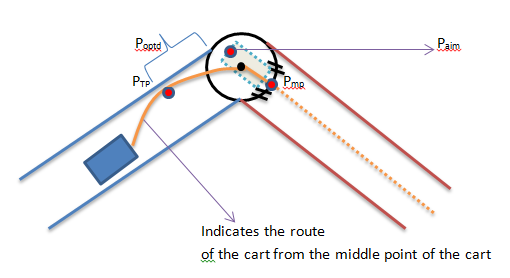 Poptd
Paim
PTP
Pmp
Indicates the route
of the cart from the middle point of the cart